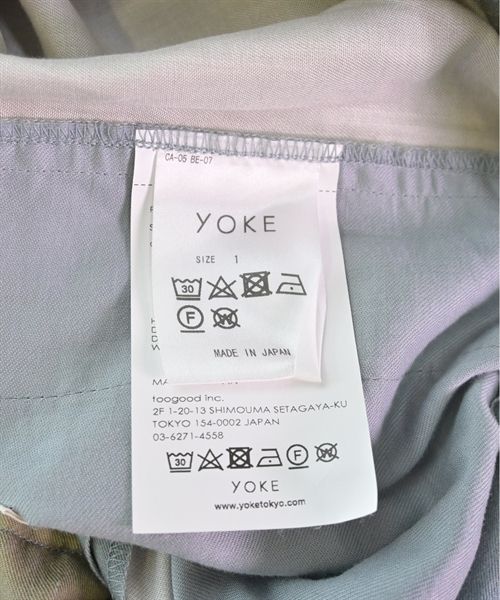 CA-05 BE-07
YOKE
SIZE 1
30
F W
MADE IN JAPAN
toogood inc.
2F 1-20-13 SHIMOUMA SETAGAYA-KU
TOKYO 154-0002 JAPAN
03-6271-4558
30 F W
YOKE
www.yoketokyo.com